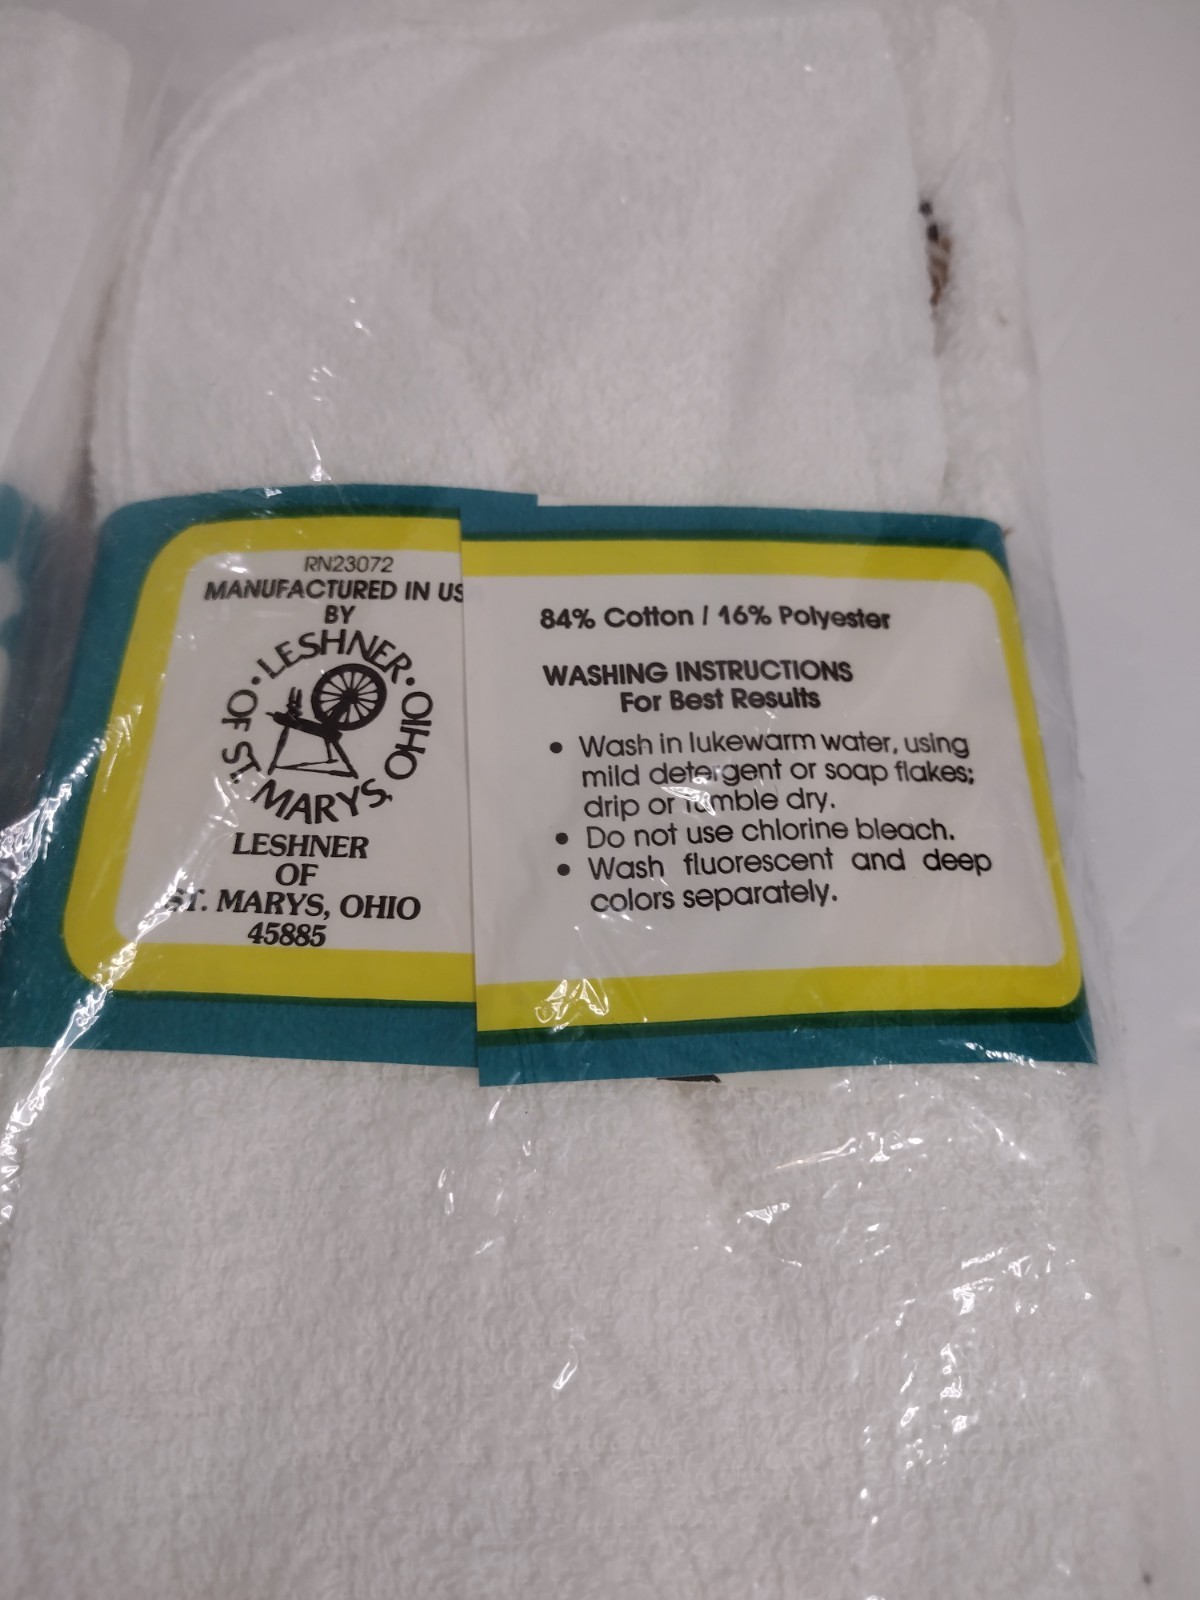 RN23072
MANUFACTURED IN US
BY
• LESHNER • OF ST. MARYS, OHIO
LESHNER
OF
ST. MARYS, OHIO
45885
84% Cotton / 16% Polyester
WASHING INSTRUCTIONS
For Best Results
• Wash in lukewarm water, using
mild detergent or soap flakes;
drip or tumble dry.
• Do not use chlorine bleach.
• Wash fluorescent and deep
colors separately.